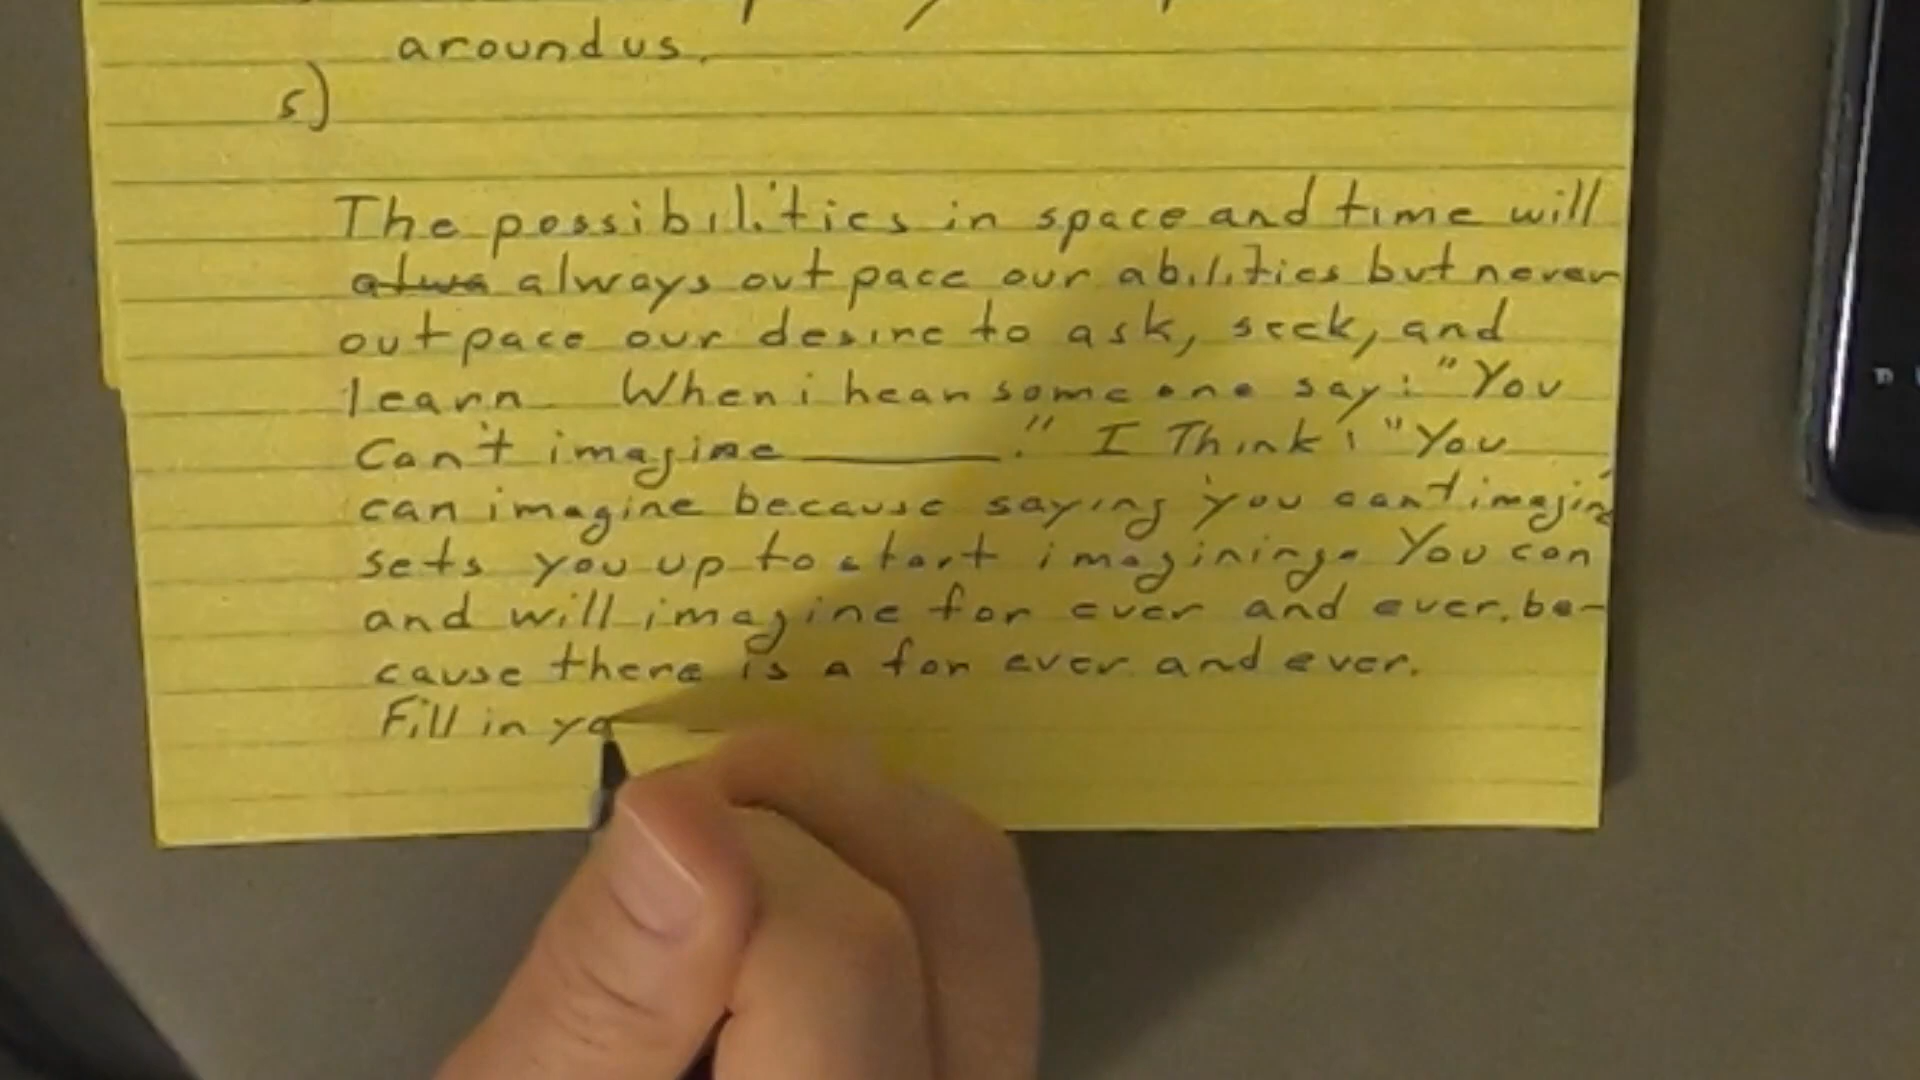 around us.
5)
The possibilities in space and time will
always out pace our abilities but never
out pace our desire to ask, seek, and
learn. When i hear some one say: "You
Can't imagine ______." I Think: "You
can imagine because saying 'you can't imagine'
sets you up to start imagining. You can
and will imagine for ever and ever, be-
cause there is a for ever and ever.
Fill in yo